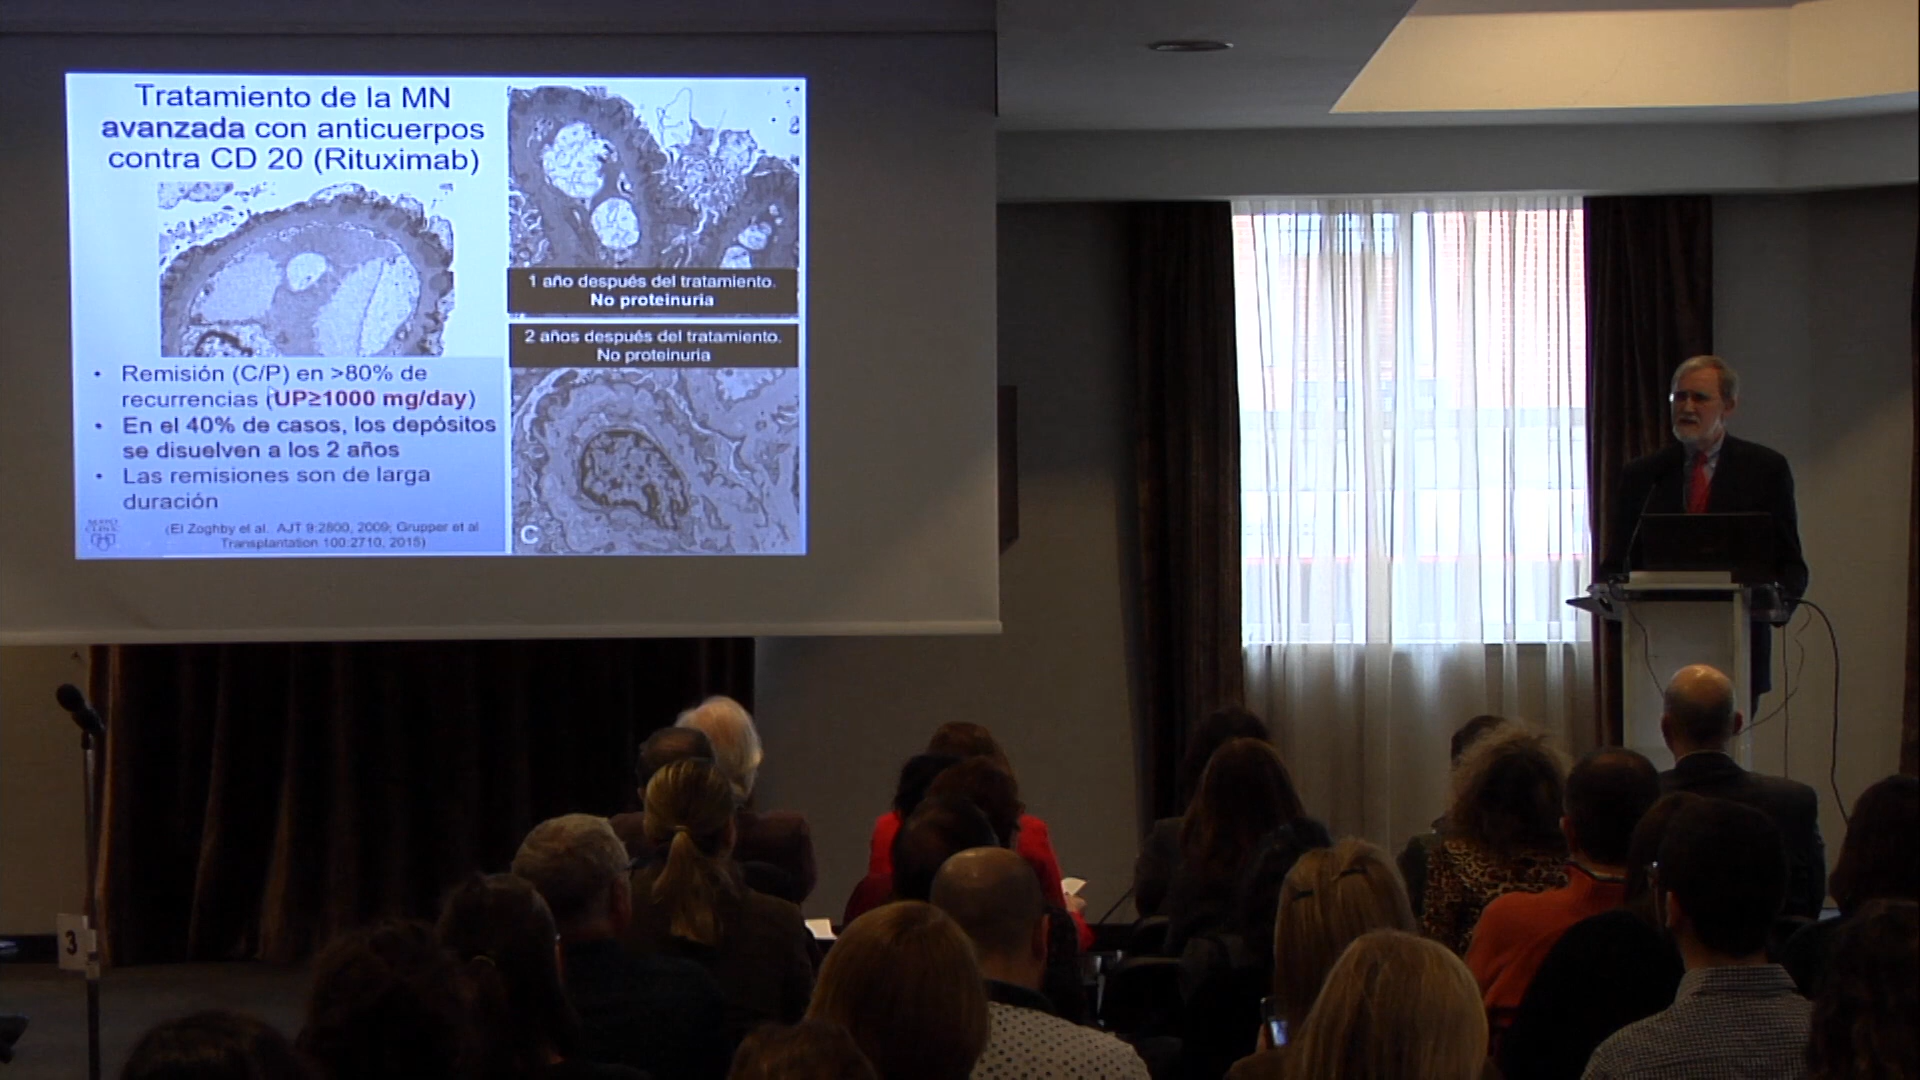 Tratamiento de la MN
avanzada con anticuerpos
contra CD 20 (Rituximab)
1 año después del tratamiento.
No proteinuria
2 años después del tratamiento.
No proteinuria
C
• Remisión (C/P) en >80% de
recurrencias (UP≥1000 mg/day)
• En el 40% de casos, los depósitos
se disuelven a los 2 años
• Las remisiones son de larga
duración
MAYO
CLINIC
(El Zoghby et al. AJT 9:2800, 2009; Grupper et al
Transplantation 100:2710, 2015)
3